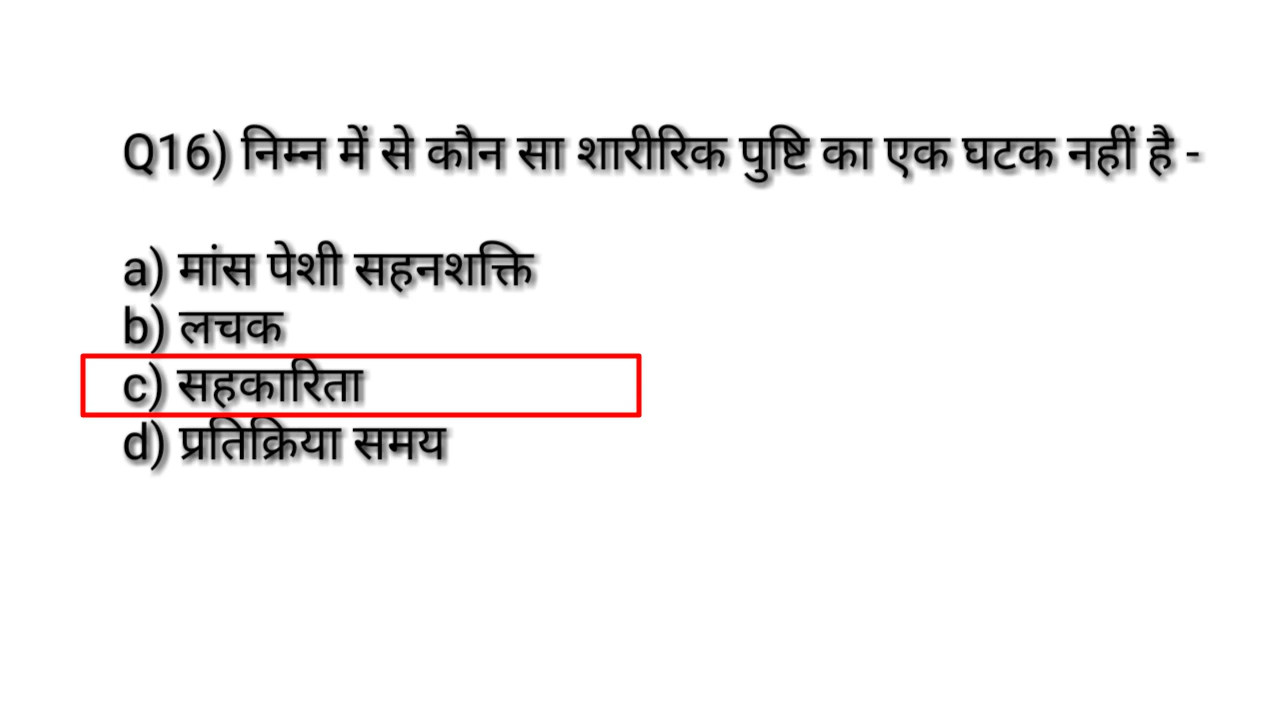 Q16) निम्न में से कौन सा शारीरिक पुष्टि का एक घटक नहीं है -
a) मांस पेशी सहनशक्ति
b) लचक
c) सहकारिता
d) प्रतिक्रिया समय